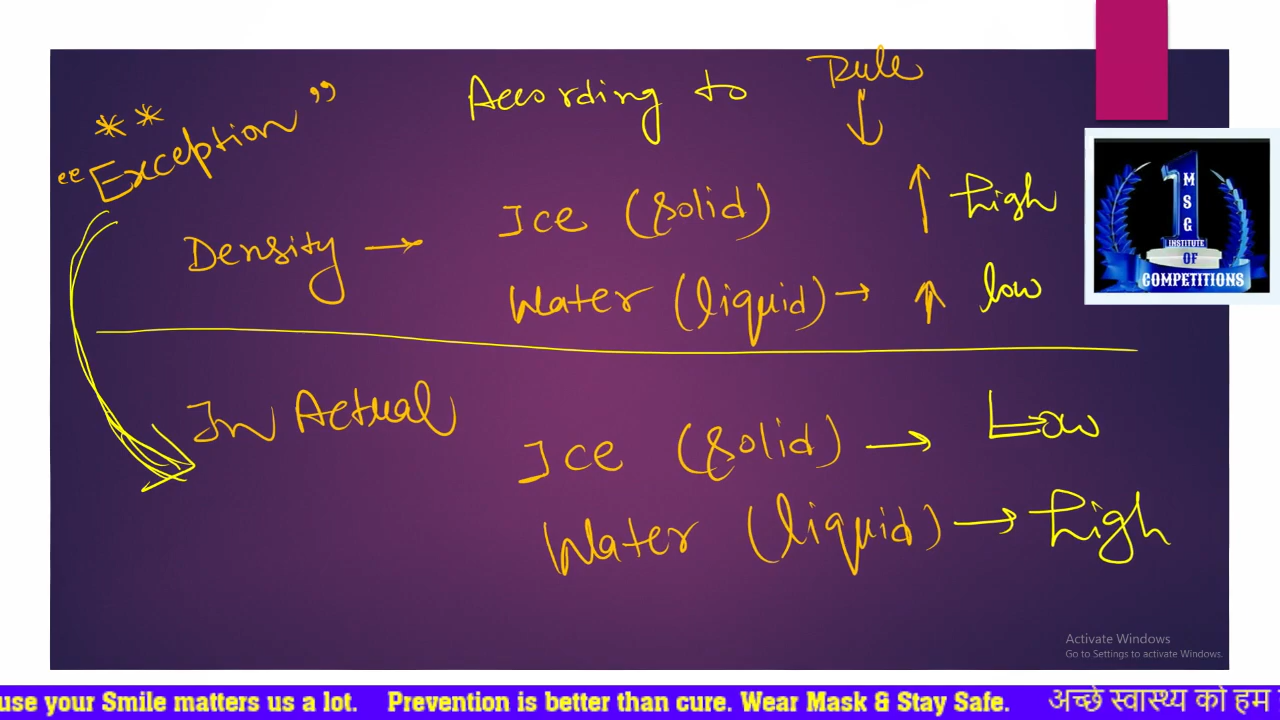 ** "Exception"
According to Rule
Density → Ice (Solid) ↑ high
Water (liquid) → ↑ low
In Actual
Ice (Solid) → Low
Water (liquid) → high
1 MSG
INSTITUTE
OF
COMPETITIONS
Activate Windows
Go to Settings to activate Windows.
use your Smile matters us a lot. Prevention is better than cure. Wear Mask & Stay Safe. अच्छे स्वास्थ्य को हम